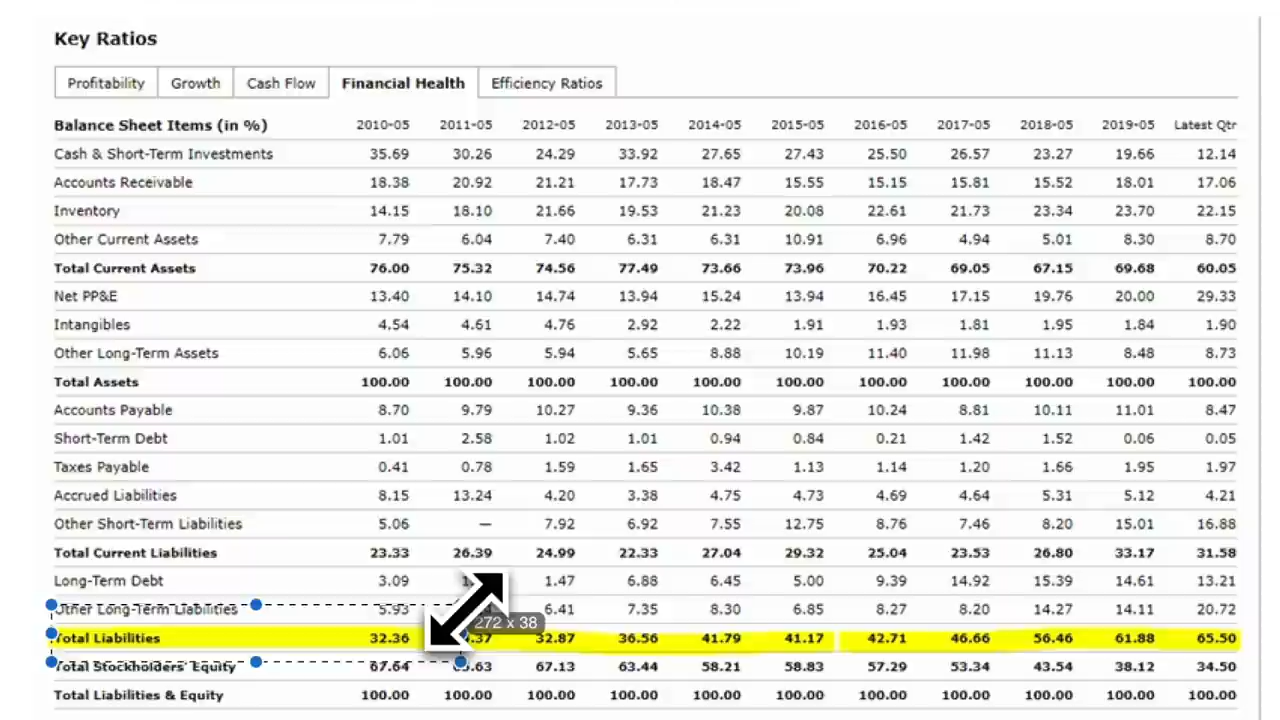 Key Ratios
Profitability Growth Cash Flow Financial Health Efficiency Ratios
Balance Sheet Items (in %) 2010-05 2011-05 2012-05 2013-05 2014-05 2015-05 2016-05 2017-05 2018-05 2019-05 Latest Qtr
Cash & Short-Term Investments 35.69 30.26 24.29 33.92 27.65 27.43 25.50 26.57 23.27 19.66 12.14
Accounts Receivable 18.38 20.92 21.21 17.73 18.47 15.55 15.15 15.81 15.52 18.01 17.06
Inventory 14.15 18.10 21.66 19.53 21.23 20.08 22.61 21.73 23.34 23.70 22.15
Other Current Assets 7.79 6.04 7.40 6.31 6.31 10.91 6.96 4.94 5.01 8.30 8.70
Total Current Assets 76.00 75.32 74.56 77.49 73.66 73.96 70.22 69.05 67.15 69.68 60.05
Net PP&E 13.40 14.10 14.74 13.94 15.24 13.94 16.45 17.15 19.76 20.00 29.33
Intangibles 4.54 4.61 4.76 2.92 2.22 1.91 1.93 1.81 1.95 1.84 1.90
Other Long-Term Assets 6.06 5.96 5.94 5.65 8.88 10.19 11.40 11.98 11.13 8.48 8.73
Total Assets 100.00 100.00 100.00 100.00 100.00 100.00 100.00 100.00 100.00 100.00 100.00
Accounts Payable 8.70 9.79 10.27 9.36 10.38 9.87 10.24 8.81 10.11 11.01 8.47
Short-Term Debt 1.01 2.58 1.02 1.01 0.94 0.84 0.21 1.42 1.52 0.06 0.05
Taxes Payable 0.41 0.78 1.59 1.65 3.42 1.13 1.14 1.20 1.66 1.95 1.97
Accrued Liabilities 8.15 13.24 4.20 3.38 4.75 4.73 4.69 4.64 5.31 5.12 4.21
Other Short-Term Liabilities 5.06 — 7.92 6.92 7.55 12.75 8.76 7.46 8.20 15.01 16.88
Total Current Liabilities 23.33 26.39 24.99 22.33 27.04 29.32 25.04 23.53 26.80 33.17 31.58
Long-Term Debt 3.09 1.47 6.88 6.45 5.00 9.39 14.92 15.39 14.61 13.21
Other Long-Term Liabilities 5.93 6.41 7.35 8.30 6.85 8.27 8.20 14.27 14.11 20.72
272 x 38
Total Liabilities 32.36 32.87 36.56 41.79 41.17 42.71 46.66 56.46 61.88 65.50
Total Stockholders' Equity 67.64 67.13 63.44 58.21 58.83 57.29 53.34 43.54 38.12 34.50
Total Liabilities & Equity 100.00 100.00 100.00 100.00 100.00 100.00 100.00 100.00 100.00 100.00 100.00